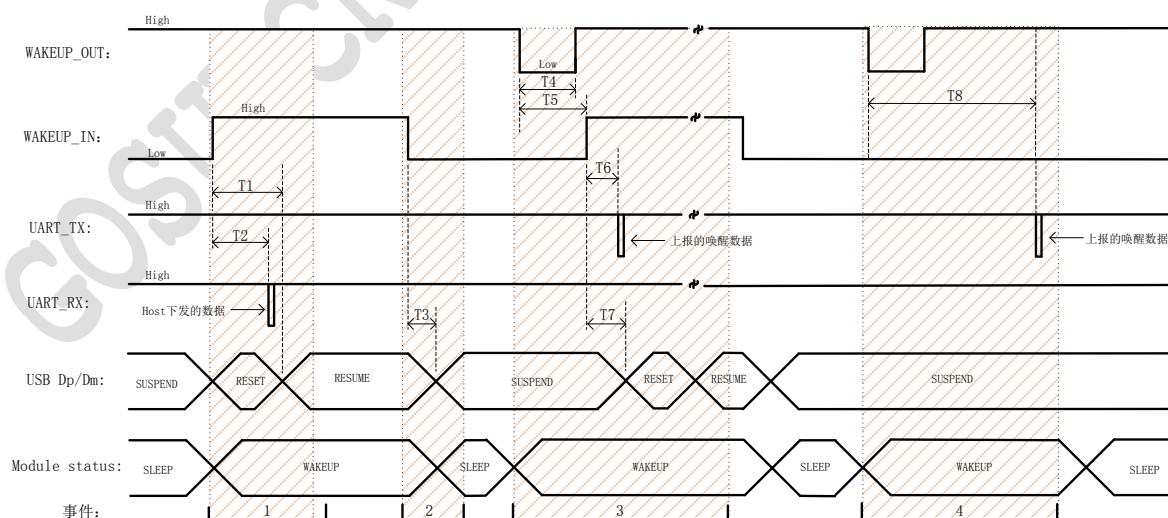 High
WAKEUP_OUT:
Low
T4
T5
T8
High
WAKEUP_IN:
Low
T1
T6
High
UART_TX:
T2
上报的唤醒数据
上报的唤醒数据
High
UART_RX:
Host下发的数据
T3
T7
USB Dp/Dm:
SUSPEND
RESET
RESUME
SUSPEND
RESET
RESUME
SUSPEND
Module status:
SLEEP
WAKEUP
SLEEP
WAKEUP
SLEEP
WAKEUP
SLEEP
事件:
1
2
3
4